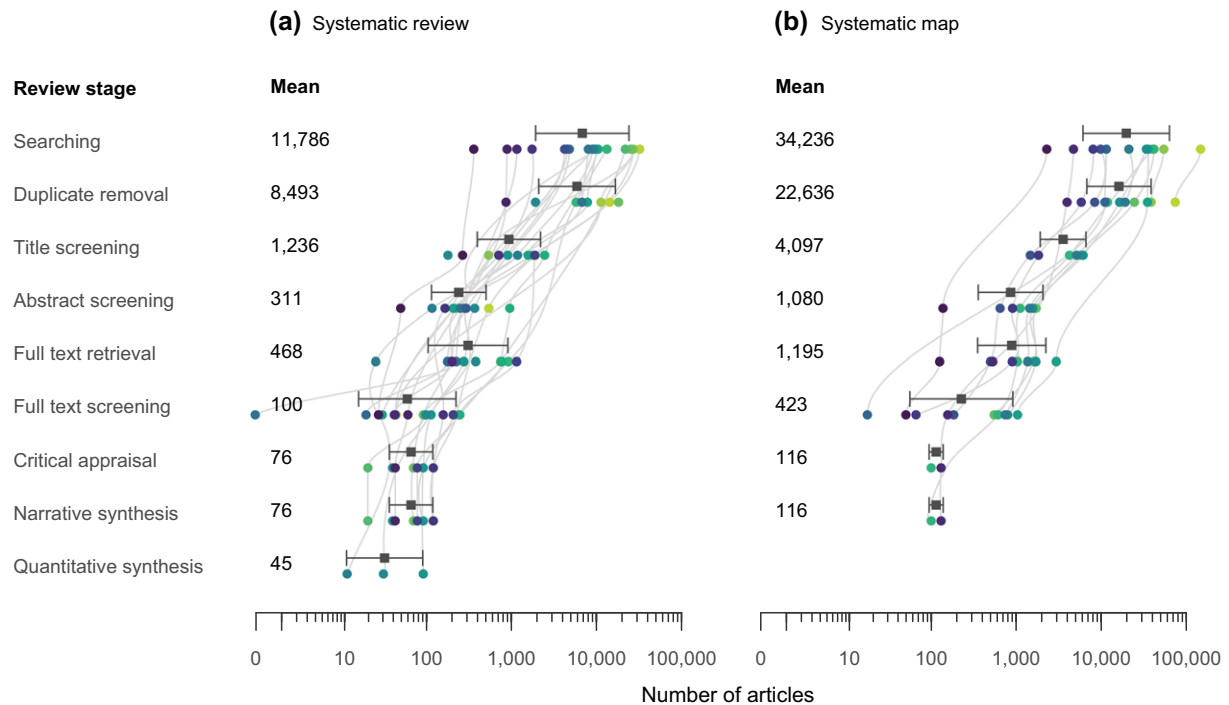 (a) Systematic review (b) Systematic map
Review stage Mean Mean
Searching 11,786 34,236
Duplicate removal 8,493 22,636
Title screening 1,236 4,097
Abstract screening 311 1,080
Full text retrieval 468 1,195
Full text screening 100 423
Critical appraisal 76 116
Narrative synthesis 76 116
Quantitative synthesis 45
0 10 100 1,000 10,000 100,000 0 10 100 1,000 10,000 100,000
Number of articles